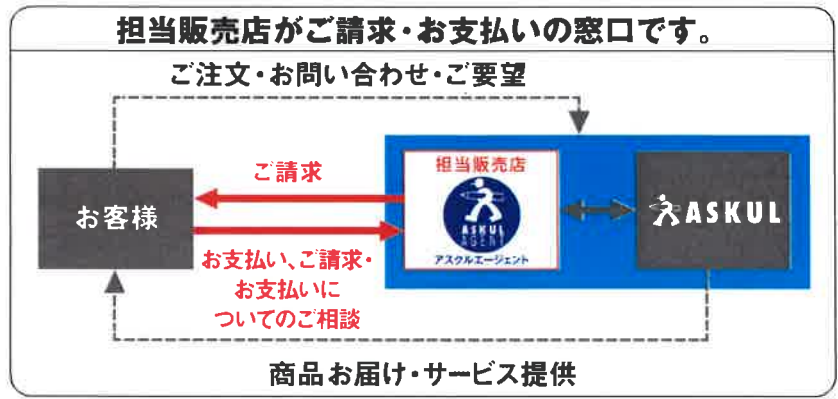 担当販売店がご請求・お支払いの窓口です。
ご注文・お問い合わせ・ご要望
お客様
ご請求
お支払い、ご請求・
お支払いに
ついてのご相談
担当販売店
ASKUL
AGENT
アスクルエージェント
ASKUL
商品お届け・サービス提供